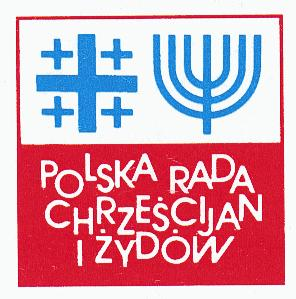 POLSKA RADA
CHRZEŚCIJAN
I ŻYDÓW